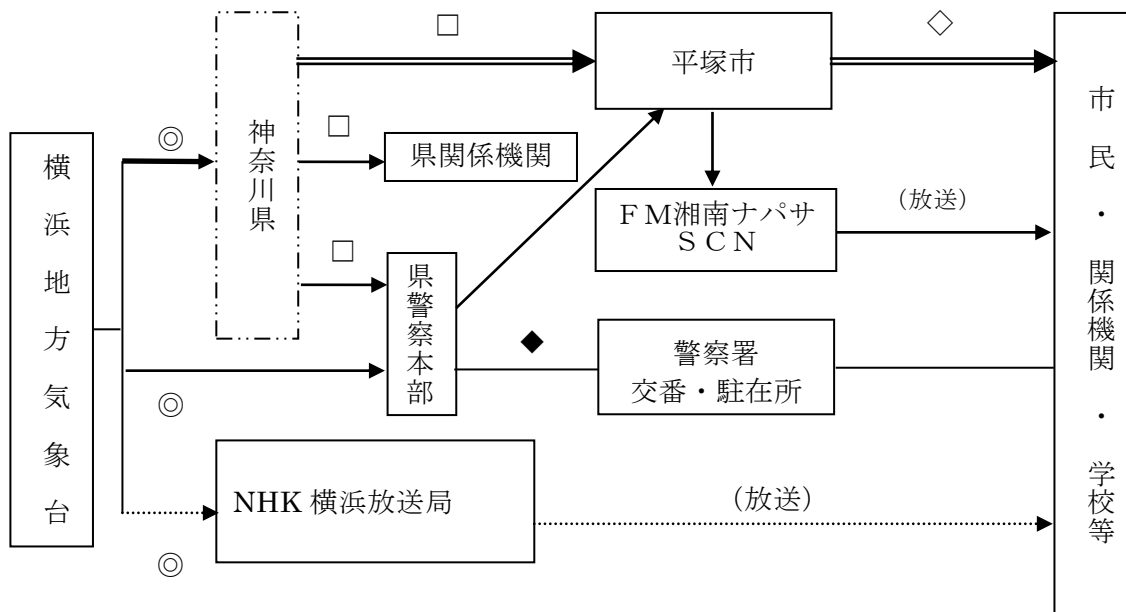 横浜地方気象台
◎
◎
◎
神奈川県
□
□
□
平塚市
◇
県関係機関
ＦＭ湘南ナパサ
ＳＣＮ
（放送）
県警察本部
◆
警察署
交番・駐在所
NHK 横浜放送局
（放送）
市民・関係機関・学校等